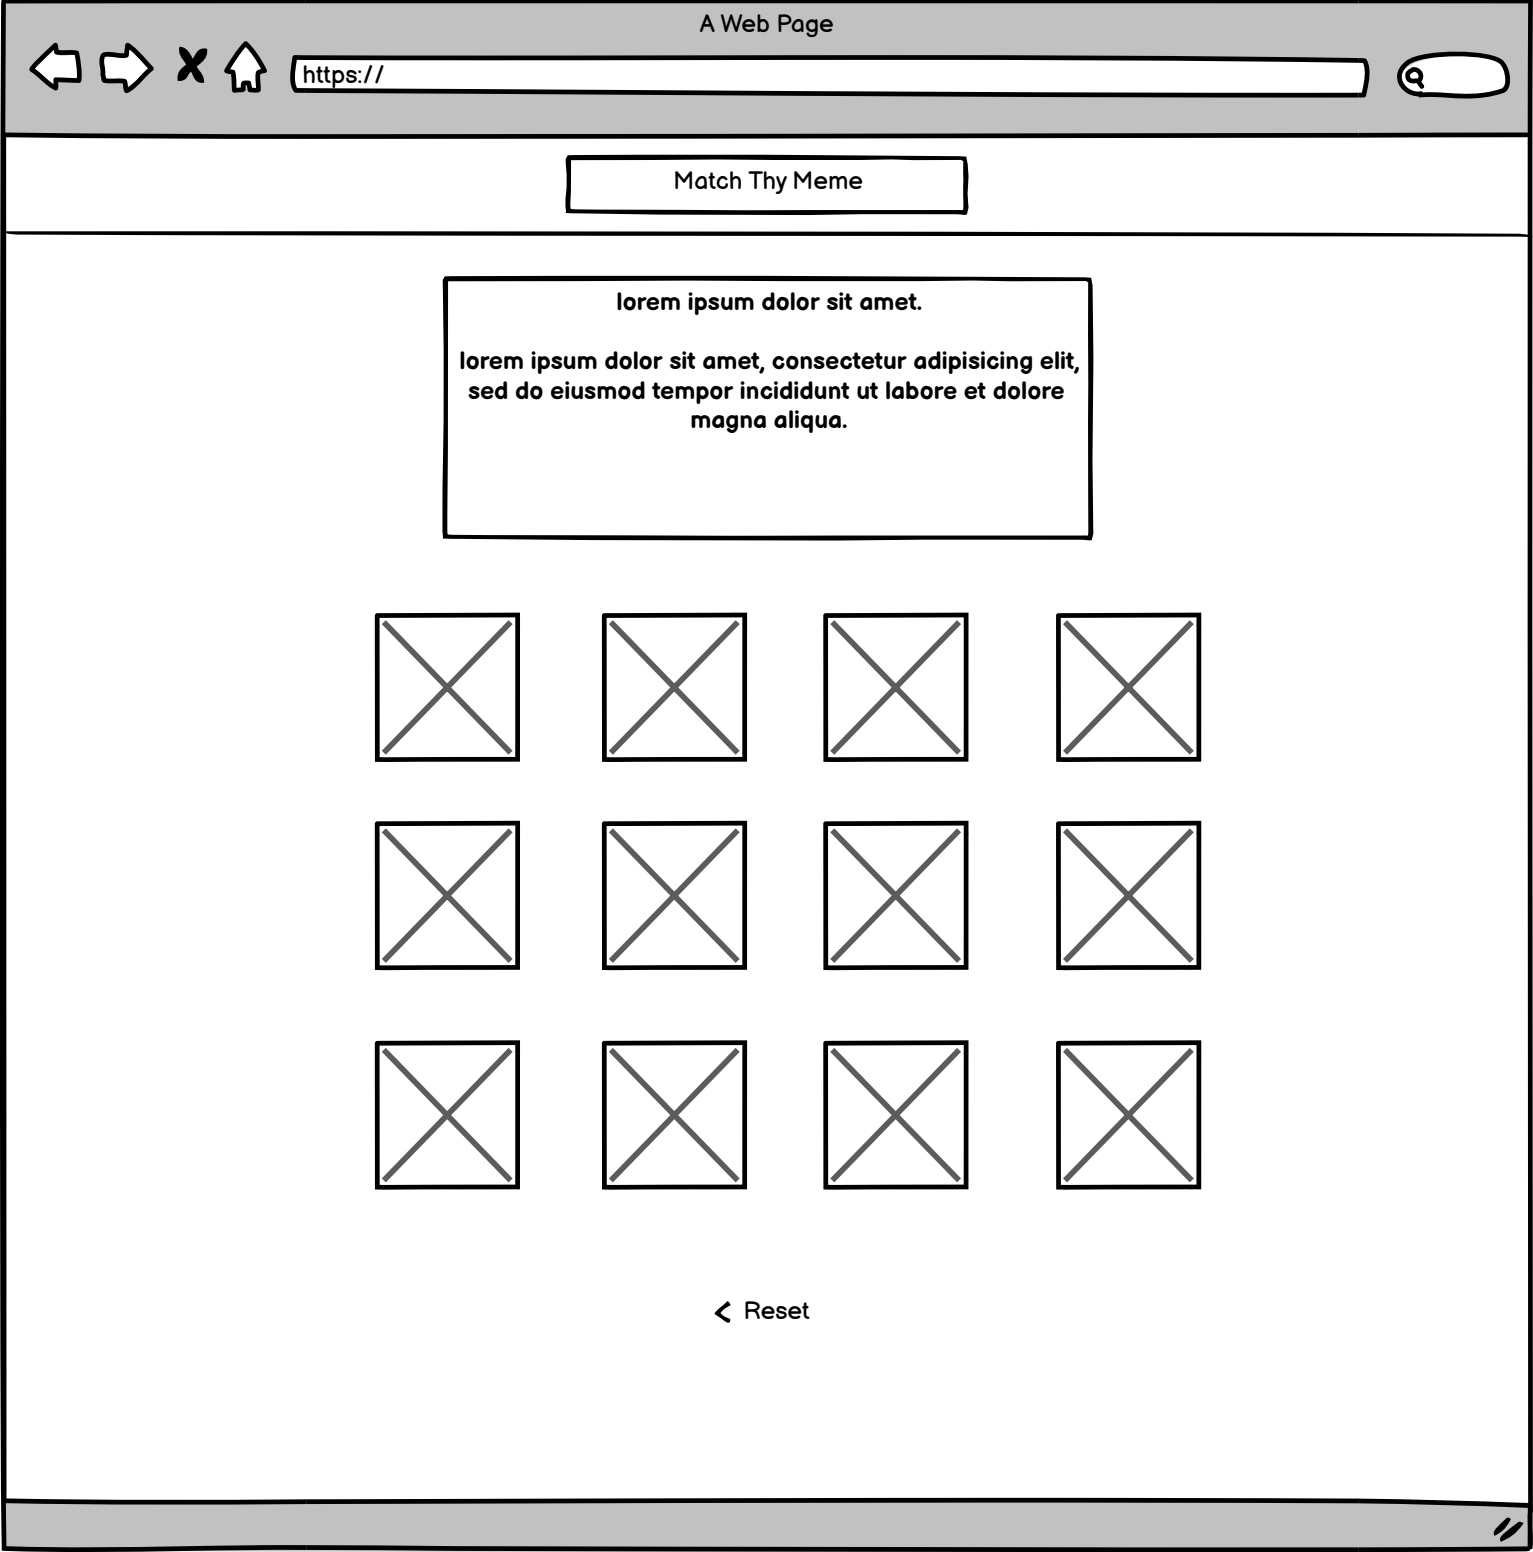 A Web Page
https://
Match Thy Meme
lorem ipsum dolor sit amet.
lorem ipsum dolor sit amet, consectetur adipisicing elit,
sed do eiusmod tempor incididunt ut labore et dolore
magna aliqua.
Reset